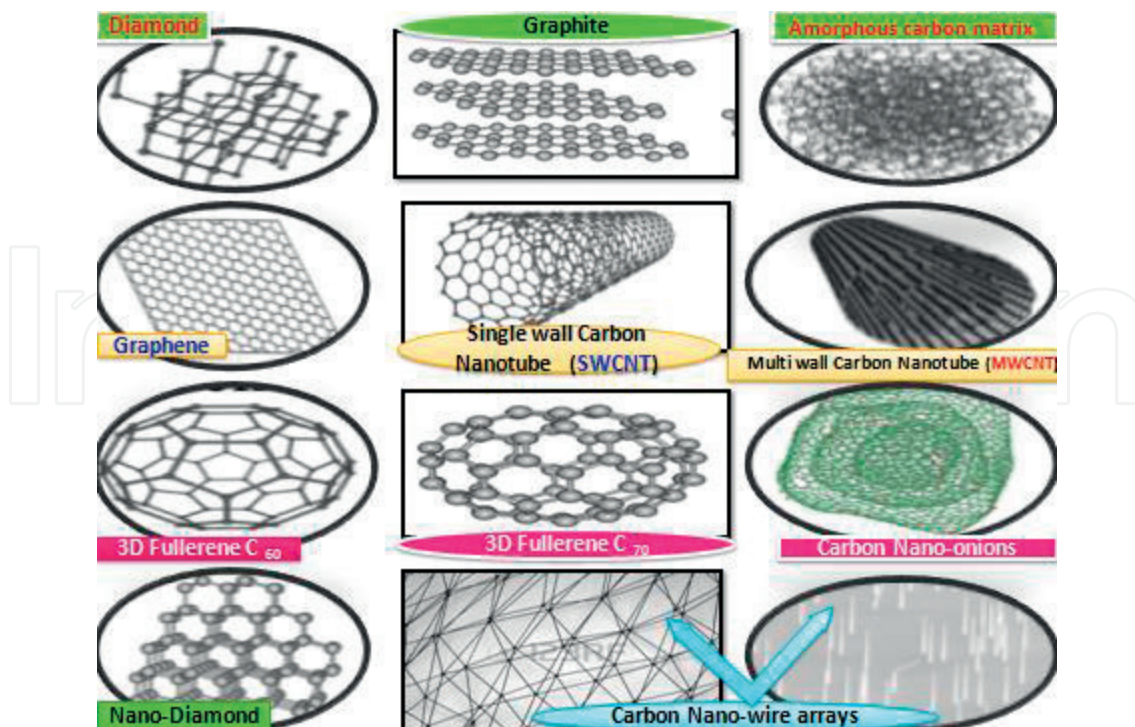 Diamond
Graphite
Amorphous carbon matrix
Graphene
Single wall Carbon
Nanotube (SWCNT)
Multi wall Carbon Nanotube (MWCNT)
3D Fullerene C 60
3D Fullerene C 70
Carbon Nano-onions
Nano-Diamond
Carbon Nano-wire arrays